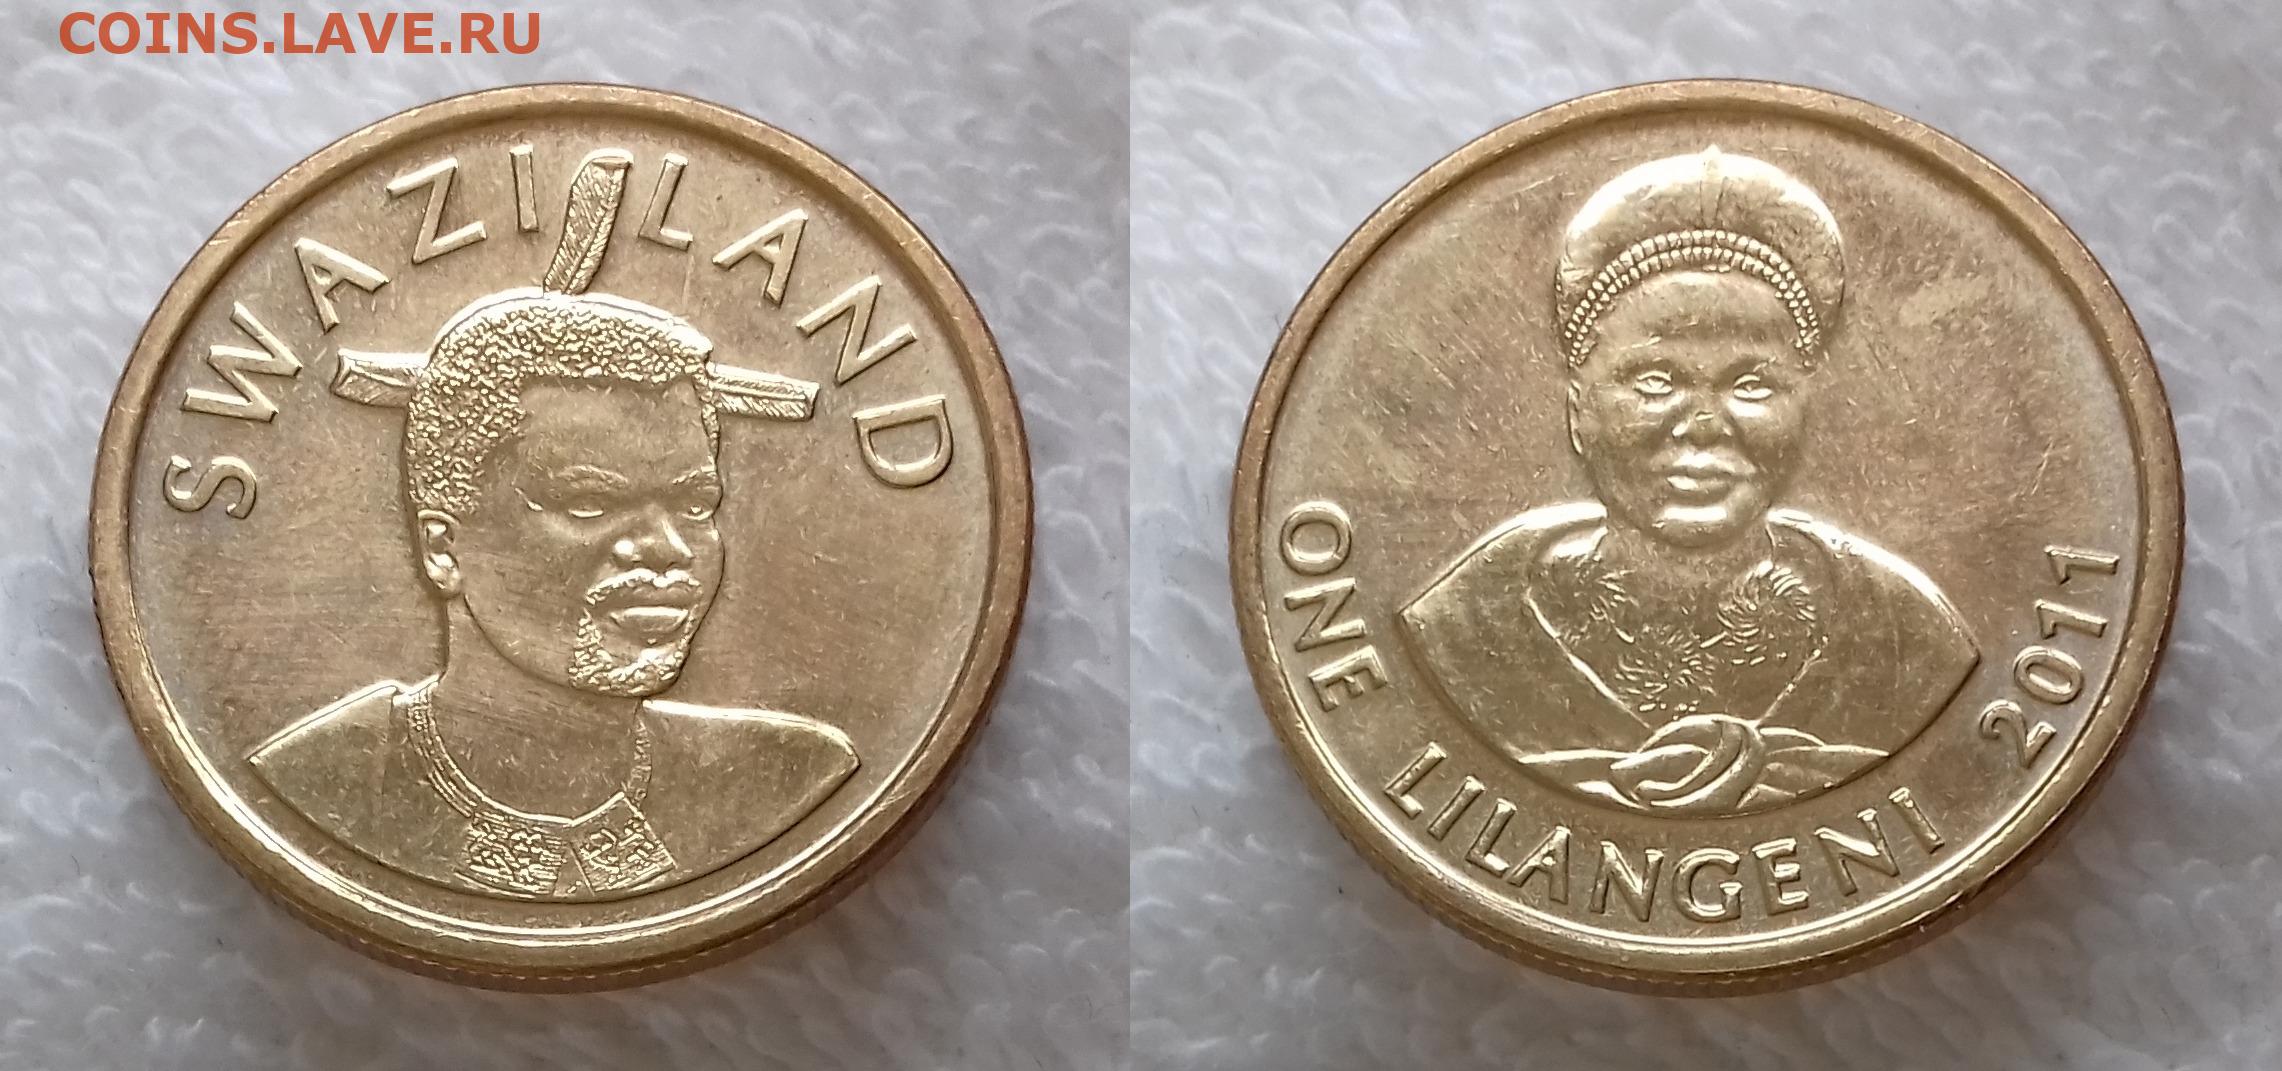 COINS.LAVE.RU
SWAZILAND
ONE LILANGENI 2011